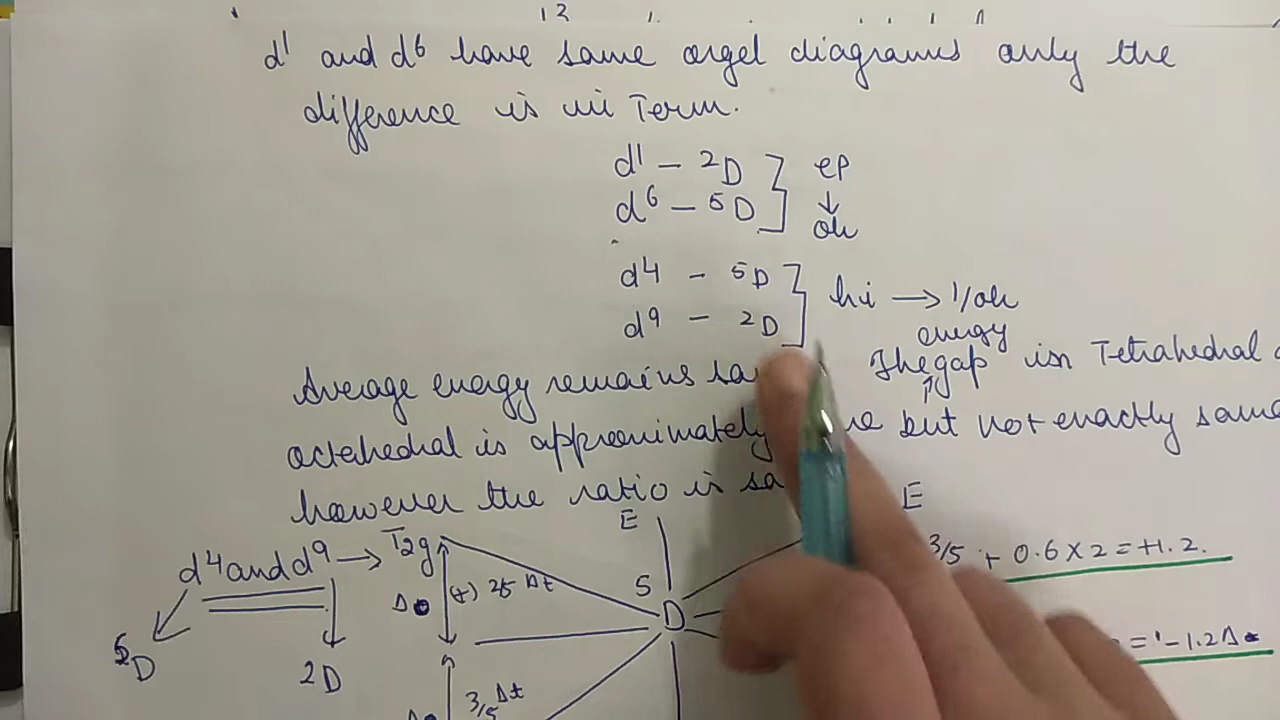 d¹ and d⁶ have same orgel diagrams only the
difference is in Term.
d¹ - ²D
d⁶ - ⁵D
ep
↓
oh
d⁴ - ⁵D
d⁹ - ²D
hi → 1/oh
energy
Average energy remains sa The gap in Tetrahedral
octahedral is approximately but not exactly same
however the ratio is sa
E
E
d⁴ and d⁹ → T2g
(+) 2/5 Δt
5
D
3/5 + 0.6 × 2 = +1.2.
⁵D
2D
3/5 Δt
= -1.2Δ